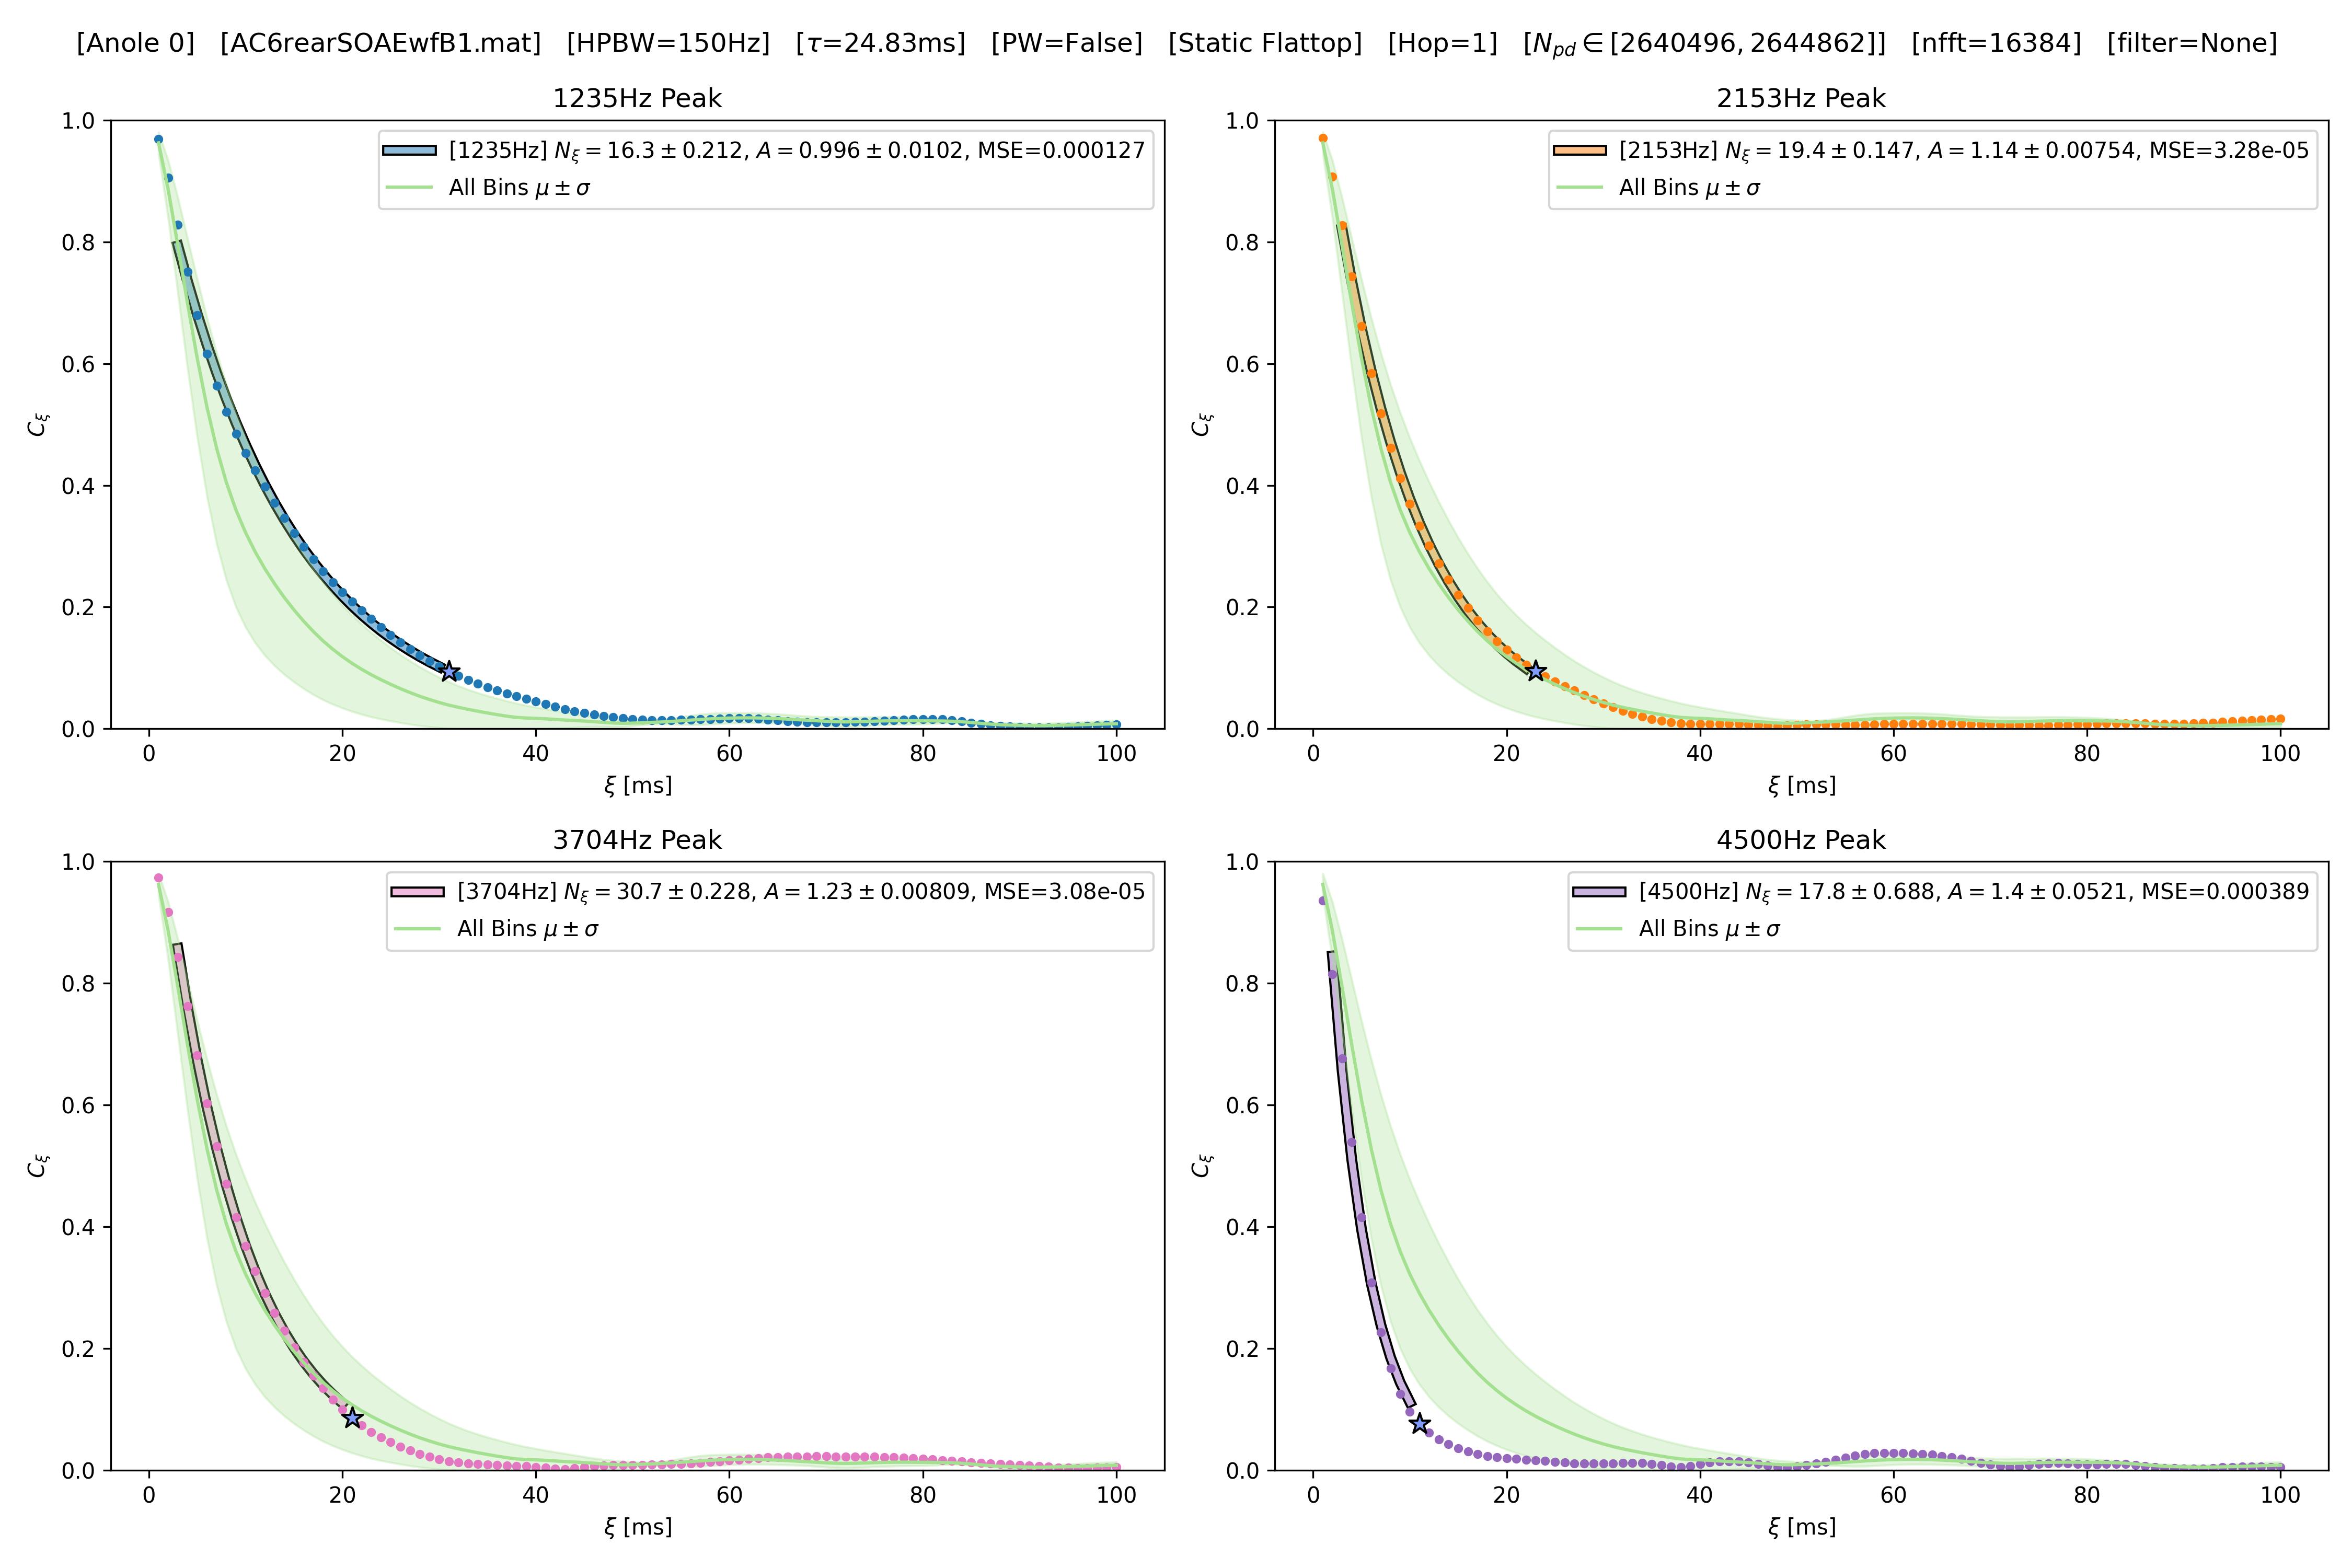 [Anole 0] [AC6rearSOAEwfB1.mat] [HPBW=150Hz] [τ=24.83ms] [PW=False] [Static Flattop] [Hop=1] [N_pd ∈ [2640496, 2644862]] [nfft=16384] [filter=None]
1235Hz Peak
[1235Hz] N_ξ = 16.3 ± 0.212, A = 0.996 ± 0.0102, MSE=0.000127
All Bins μ ± σ
1.0
0.8
0.6
0.4
0.2
0.0
C_ξ
0 20 40 60 80 100
ξ [ms]
2153Hz Peak
[2153Hz] N_ξ = 19.4 ± 0.147, A = 1.14 ± 0.00754, MSE=3.28e-05
All Bins μ ± σ
1.0
0.8
0.6
0.4
0.2
0.0
C_ξ
0 20 40 60 80 100
ξ [ms]
3704Hz Peak
[3704Hz] N_ξ = 30.7 ± 0.228, A = 1.23 ± 0.00809, MSE=3.08e-05
All Bins μ ± σ
1.0
0.8
0.6
0.4
0.2
0.0
C_ξ
0 20 40 60 80 100
ξ [ms]
4500Hz Peak
[4500Hz] N_ξ = 17.8 ± 0.688, A = 1.4 ± 0.0521, MSE=0.000389
All Bins μ ± σ
1.0
0.8
0.6
0.4
0.2
0.0
C_ξ
0 20 40 60 80 100
ξ [ms]